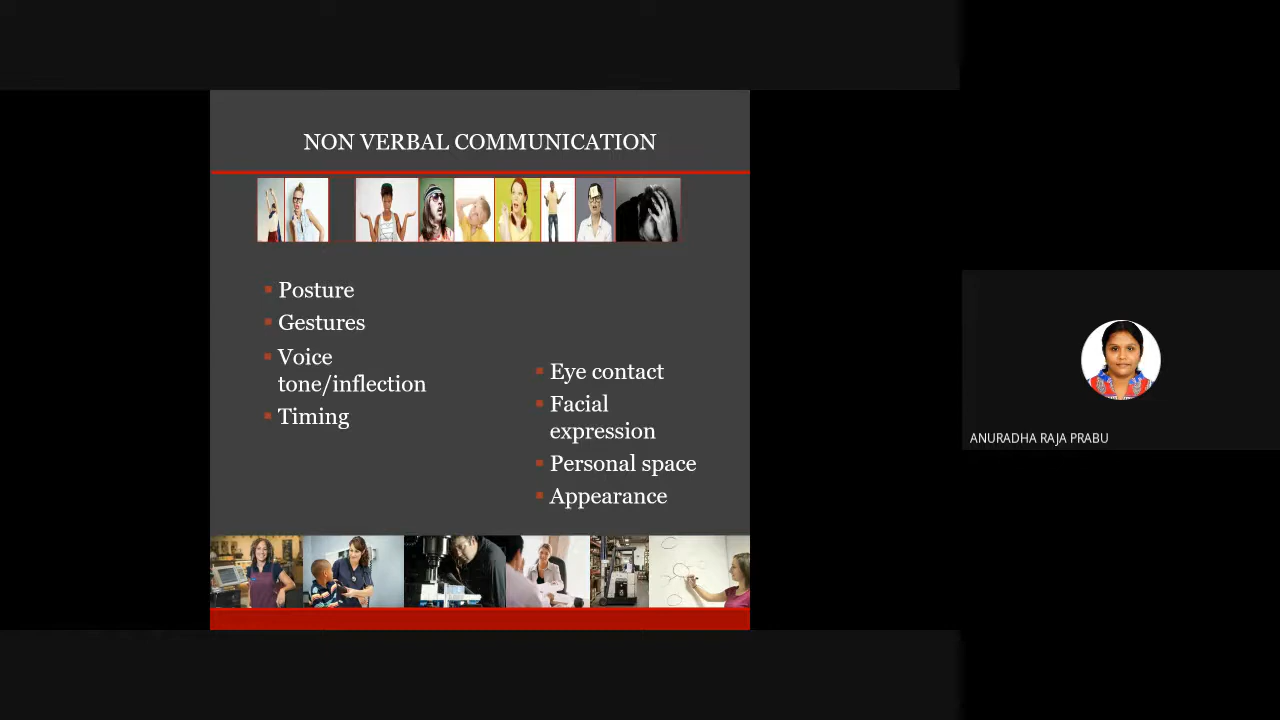 NON VERBAL COMMUNICATION
Posture
Gestures
Voice
tone/inflection
Timing
Eye contact
Facial
expression
Personal space
Appearance
ANURADHA RAJA PRABU